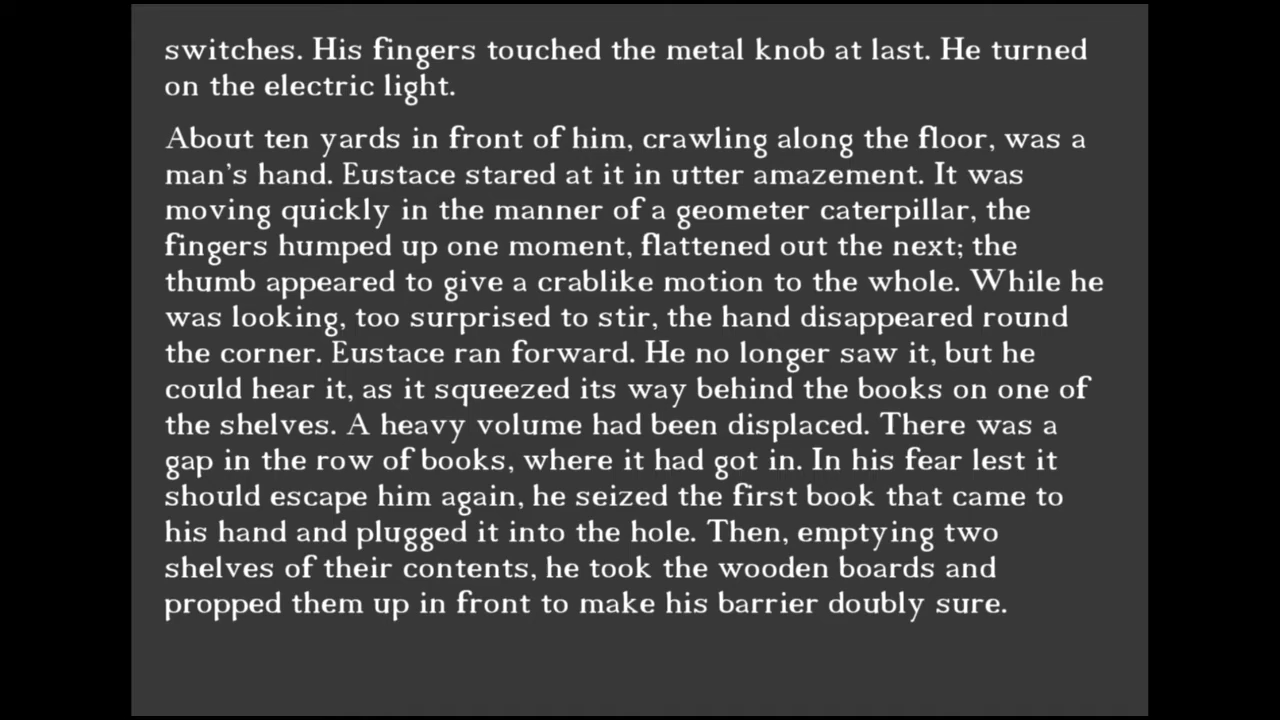 switches. His fingers touched the metal knob at last. He turned
on the electric light.
About ten yards in front of him, crawling along the floor, was a
man’s hand. Eustace stared at it in utter amazement. It was
moving quickly in the manner of a geometer caterpillar, the
fingers humped up one moment, flattened out the next; the
thumb appeared to give a crablike motion to the whole. While he
was looking, too surprised to stir, the hand disappeared round
the corner. Eustace ran forward. He no longer saw it, but he
could hear it, as it squeezed its way behind the books on one of
the shelves. A heavy volume had been displaced. There was a
gap in the row of books, where it had got in. In his fear lest it
should escape him again, he seized the first book that came to
his hand and plugged it into the hole. Then, emptying two
shelves of their contents, he took the wooden boards and
propped them up in front to make his barrier doubly sure.